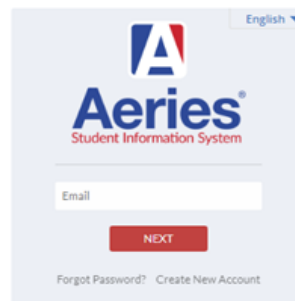 English
A
Aeries®
Student Information System
Email
NEXT
Forgot Password? Create New Account